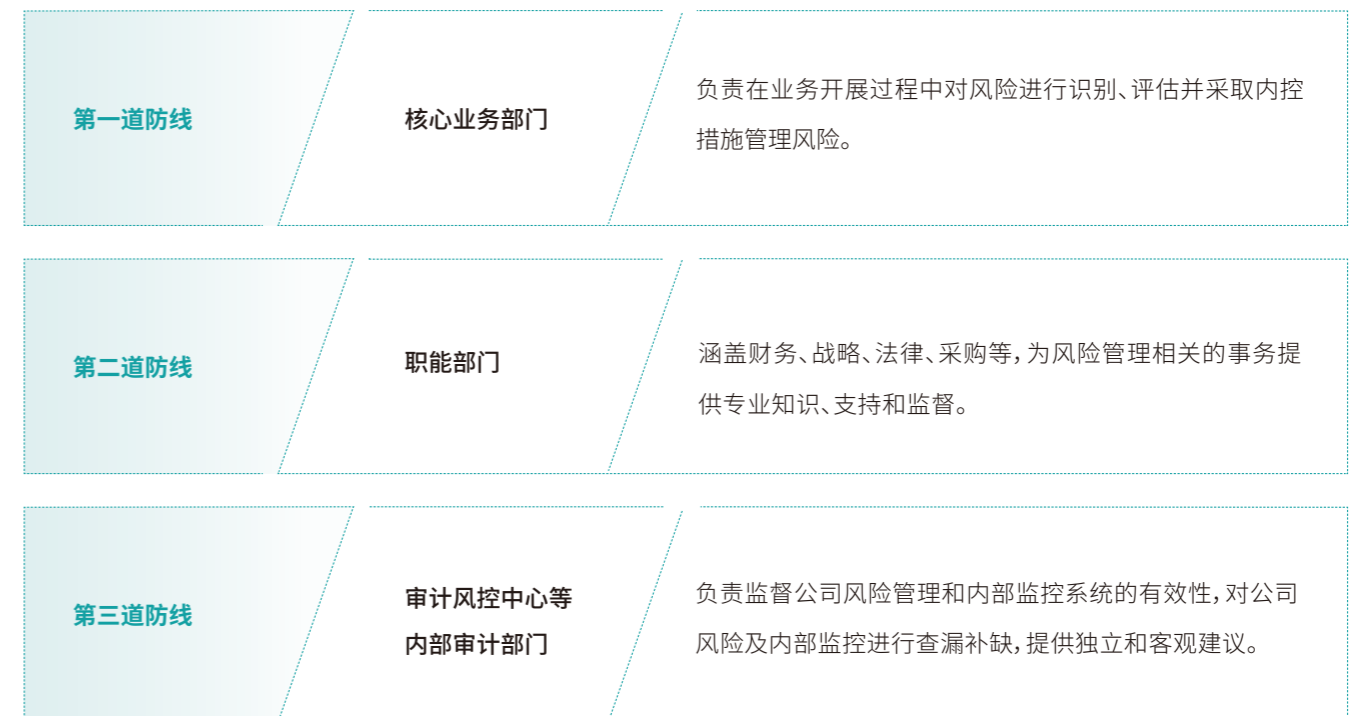 第一道防线
核心业务部门
负责在业务开展过程中对风险进行识别、评估并采取内控
措施管理风险。
第二道防线
职能部门
涵盖财务、战略、法律、采购等，为风险管理相关的事务提
供专业知识、支持和监督。
第三道防线
审计风控中心等
内部审计部门
负责监督公司风险管理和内部监控系统的有效性，对公司
风险及内部监控进行查漏补缺，提供独立和客观建议。